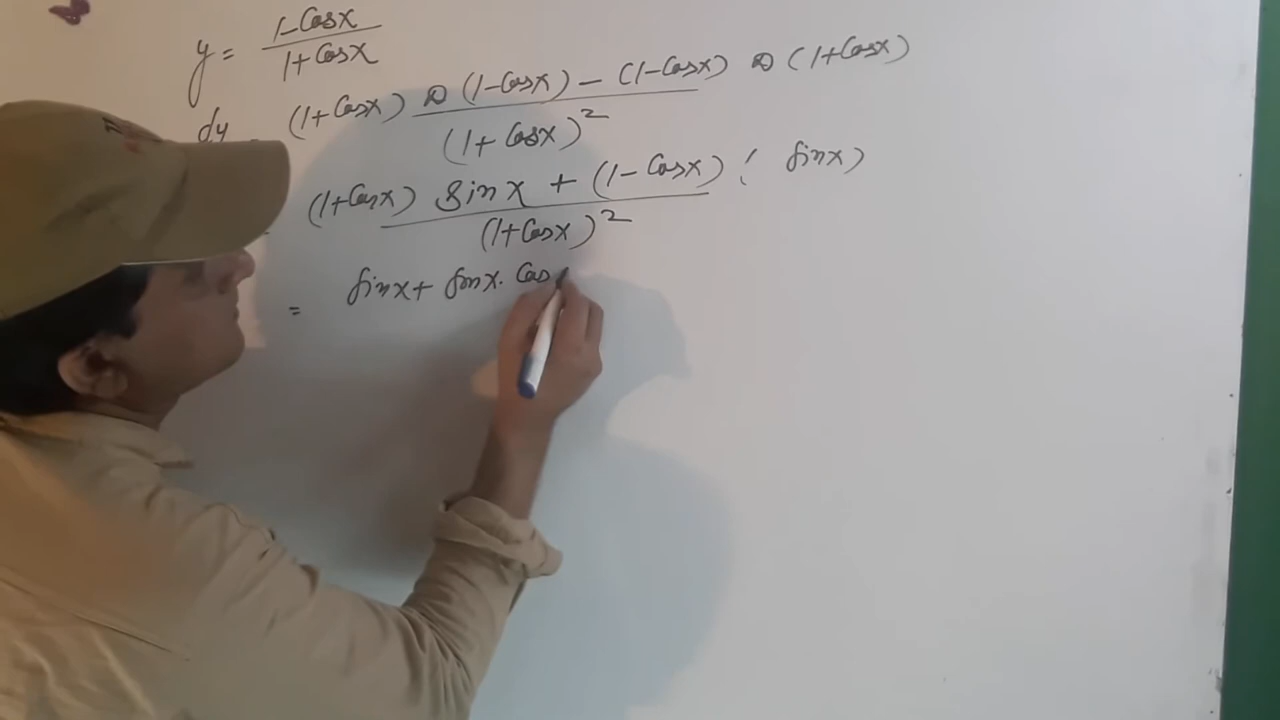 y = 1-Cosx / 1+Cosx
dy = (1+Cosx) D (1-Cosx) - (1-Cosx) D (1+Cosx) / (1+Cosx)²
= (1+Cosx) Sinx + (1-Cosx) ( Sinx) / (1+Cosx)²
= Sinx + Sinx. Cos